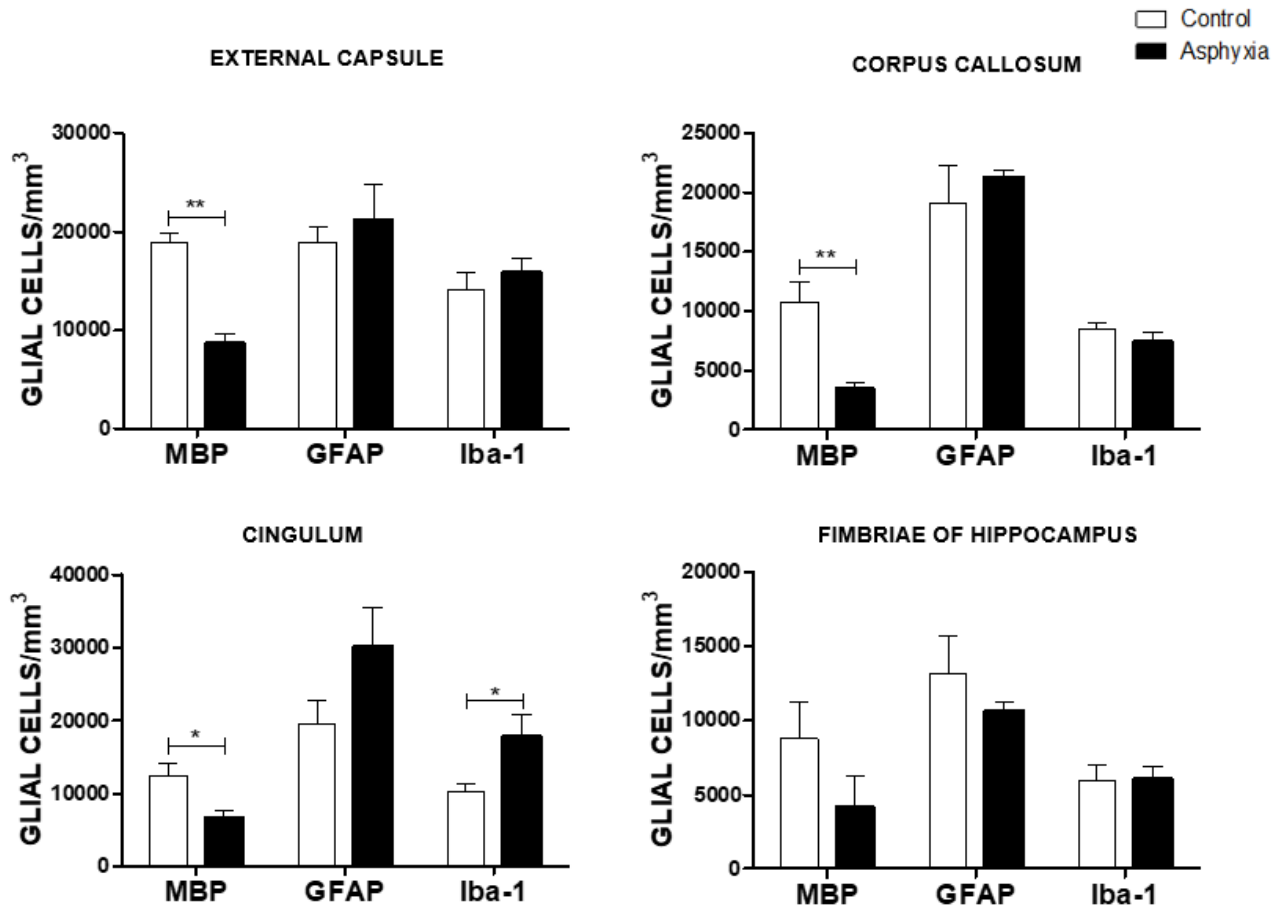 Control
Asphyxia
EXTERNAL CAPSULE
GLIAL CELLS/mm³
30000
20000
10000
0
**
MBP GFAP Iba-1
CORPUS CALLOSUM
GLIAL CELLS/mm³
25000
20000
15000
10000
5000
0
**
MBP GFAP Iba-1
CINGULUM
GLIAL CELLS/mm³
40000
30000
20000
10000
0
*
*
MBP GFAP Iba-1
FIMBRIAE OF HIPPOCAMPUS
GLIAL CELLS/mm³
20000
15000
10000
5000
0
MBP GFAP Iba-1